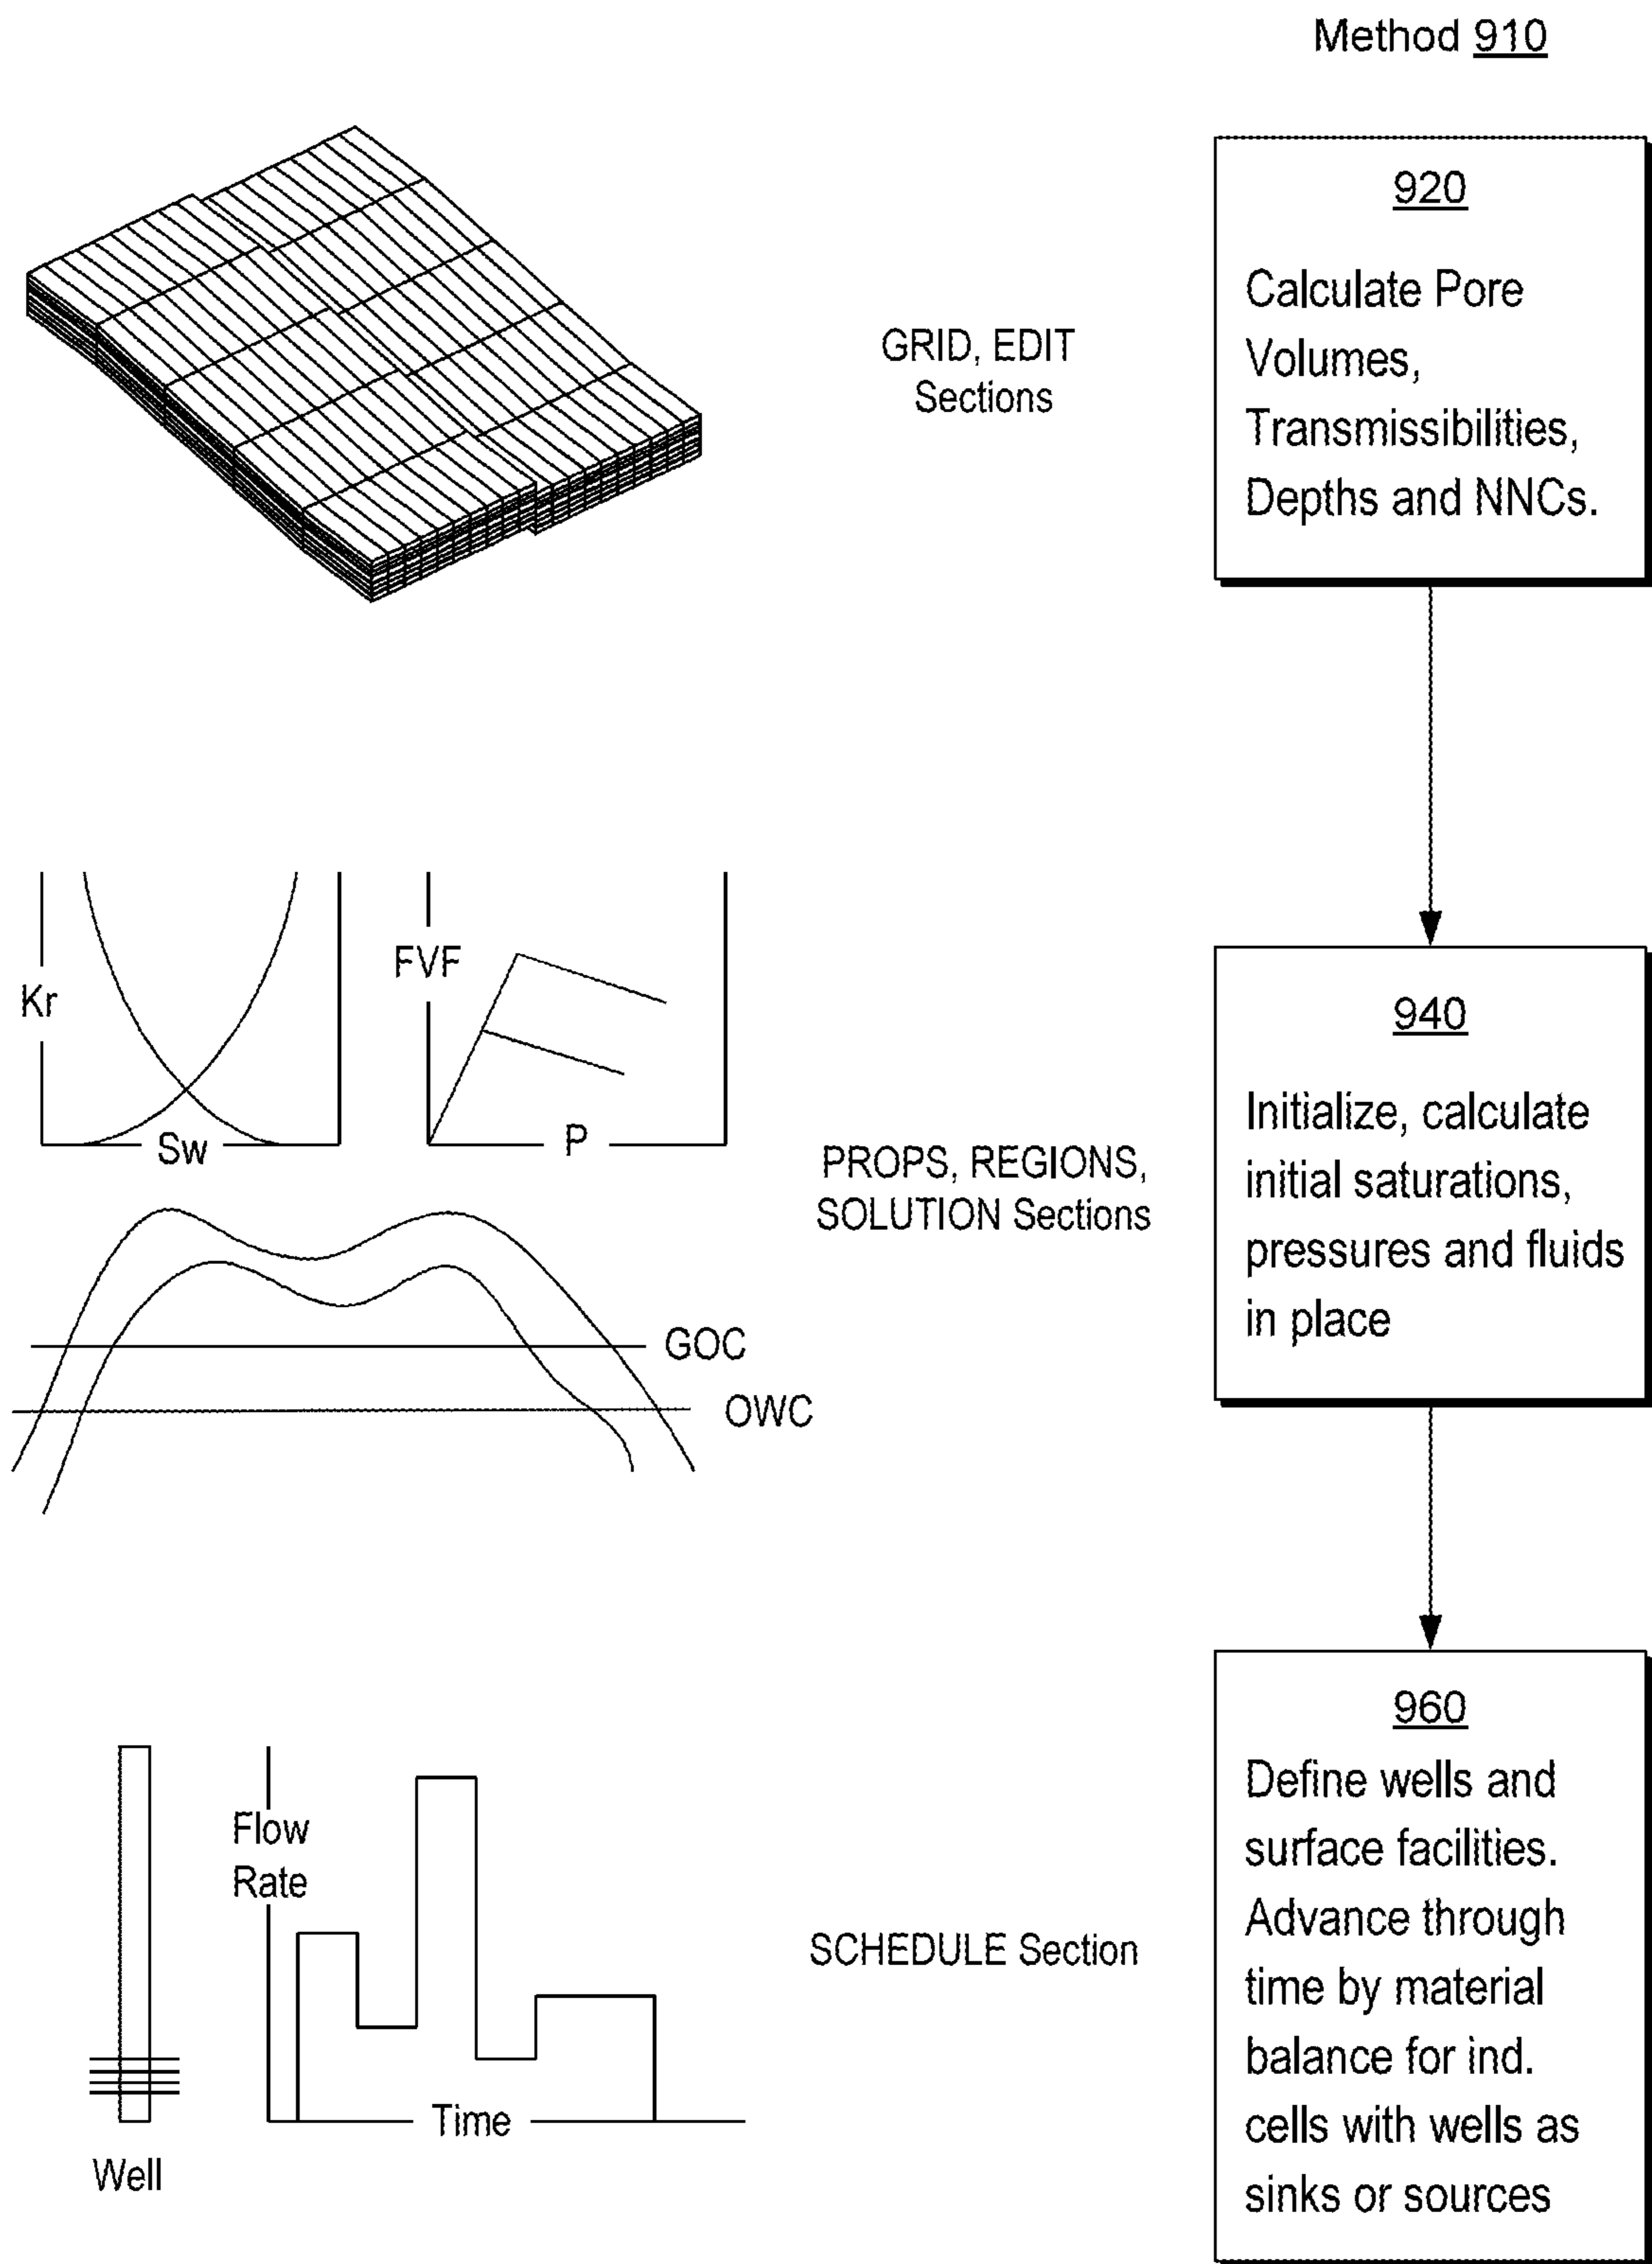 Method 910
GRID, EDIT
Sections
920
Calculate Pore
Volumes,
Transmissibilities,
Depths and NNCs.
Kr
Sw
FVF
P
GOC
OWC
PROPS, REGIONS,
SOLUTION Sections
940
Initialize, calculate
initial saturations,
pressures and fluids
in place
Well
Flow
Rate
Time
SCHEDULE Section
960
Define wells and
surface facilities.
Advance through
time by material
balance for ind.
cells with wells as
sinks or sources